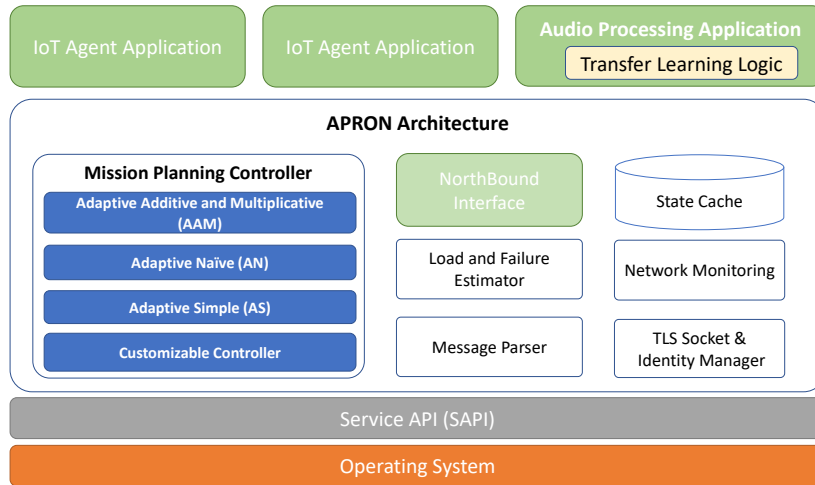 IoT Agent Application
IoT Agent Application
Audio Processing Application
Transfer Learning Logic
APRON Architecture
Mission Planning Controller
Adaptive Additive and Multiplicative
(AAM)
Adaptive Naïve (AN)
Adaptive Simple (AS)
Customizable Controller
NorthBound
Interface
Load and Failure
Estimator
Message Parser
State Cache
Network Monitoring
TLS Socket &
Identity Manager
Service API (SAPI)
Operating System